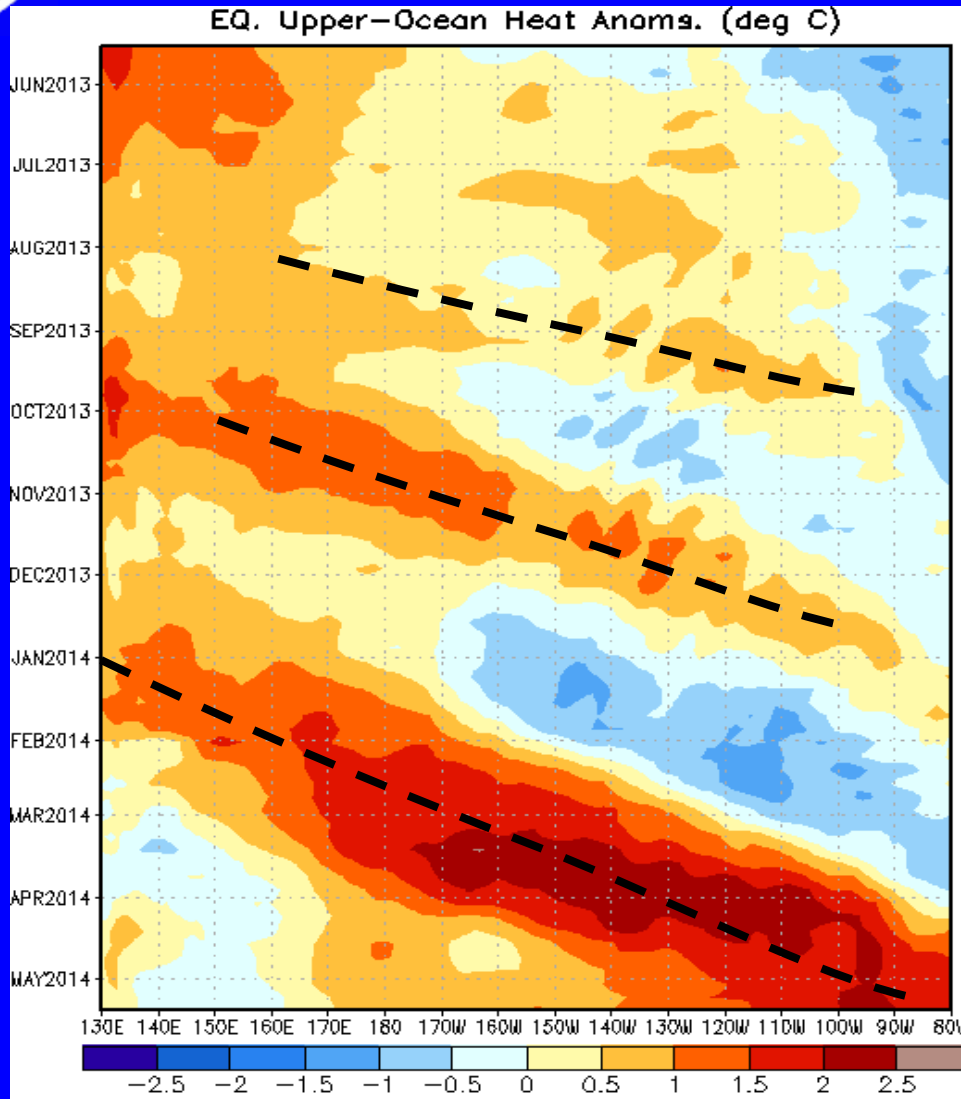 EQ. Upper-Ocean Heat Anoms. (deg C)
JUN2013
JUL2013
AUG2013
SEP2013
OCT2013
NOV2013
DEC2013
JAN2014
FEB2014
MAR2014
APR2014
MAY2014
130E 140E 150E 160E 170E 180 170W 160W 150W 140W 130W 120W 110W 100W 90W 80W
-2.5 -2 -1.5 -1 -0.5 0 0.5 1 1.5 2 2.5